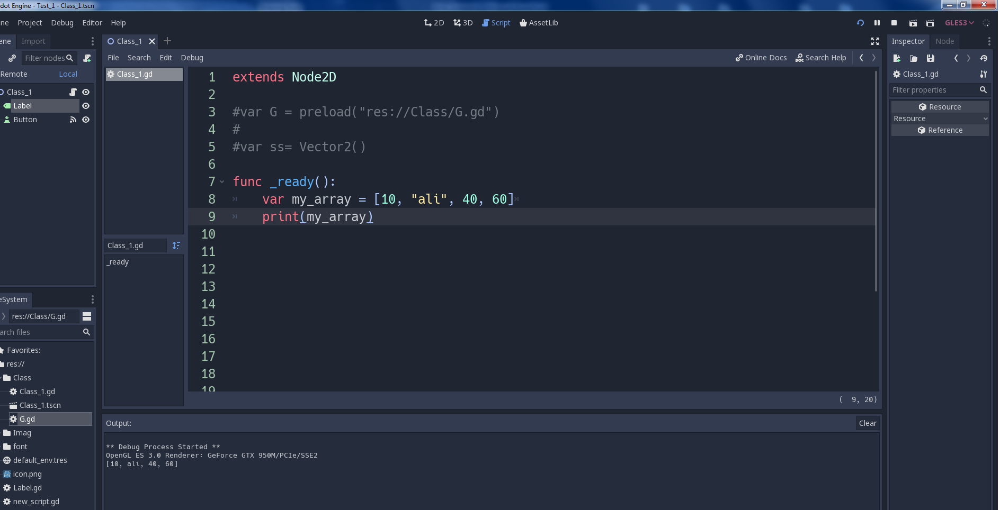 dot Engine - Test_1 - Class_1.tscn
ne Project Debug Editor Help
2D 3D Script AssetLib
GLES3
ene Import
Class_1
Inspector Node
Filter nodes
File Search Edit Debug
Online Docs Search Help
Remote Local
Class_1.gd
Class_1.gd
Class_1
Label
Button
Filter properties
Resource
Resource
Reference
1 extends Node2D
2
3 #var G = preload("res://Class/G.gd")
4 #
5 #var ss= Vector2()
6
7 func _ready():
8 var my_array = [10, "ali", 40, 60]
9 print(my_array)
10
11
12
13
14
15
16
17
18
19
( 9, 20)
Class_1.gd
_ready
eSystem
res://Class/G.gd
arch files
Favorites:
res://
Class
Class_1.gd
Class_1.tscn
G.gd
Imag
font
default_env.tres
icon.png
Label.gd
new_script.gd
Output:
Clear
** Debug Process Started **
OpenGL ES 3.0 Renderer: GeForce GTX 950M/PCIe/SSE2
[10, ali, 40, 60]